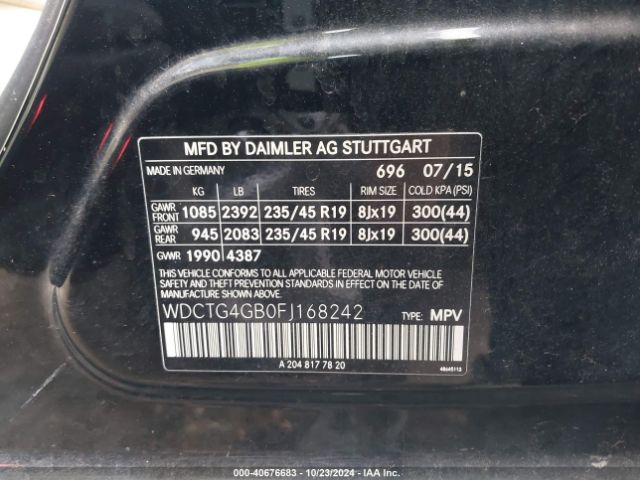 MFD BY DAIMLER AG STUTTGART
MADE IN GERMANY 696 07/15
KG LB TIRES RIM SIZE COLD KPA (PSI)
GAWR FRONT 1085 2392 235/45 R19 8Jx19 300(44)
GAWR REAR 945 2083 235/45 R19 8Jx19 300(44)
GVWR 1990 4387
THIS VEHICLE CONFORMS TO ALL APPLICABLE FEDERAL MOTOR VEHICLE
SAFETY AND THEFT PREVENTION STANDARDS IN EFFECT ON THE DATE OF
MANUFACTURE SHOWN ABOVE.
WDCTG4GB0FJ168242 TYPE: MPV
A 204 817 78 20
© IMAGE - 40676683 - 10/23/2024 - IAA Inc.